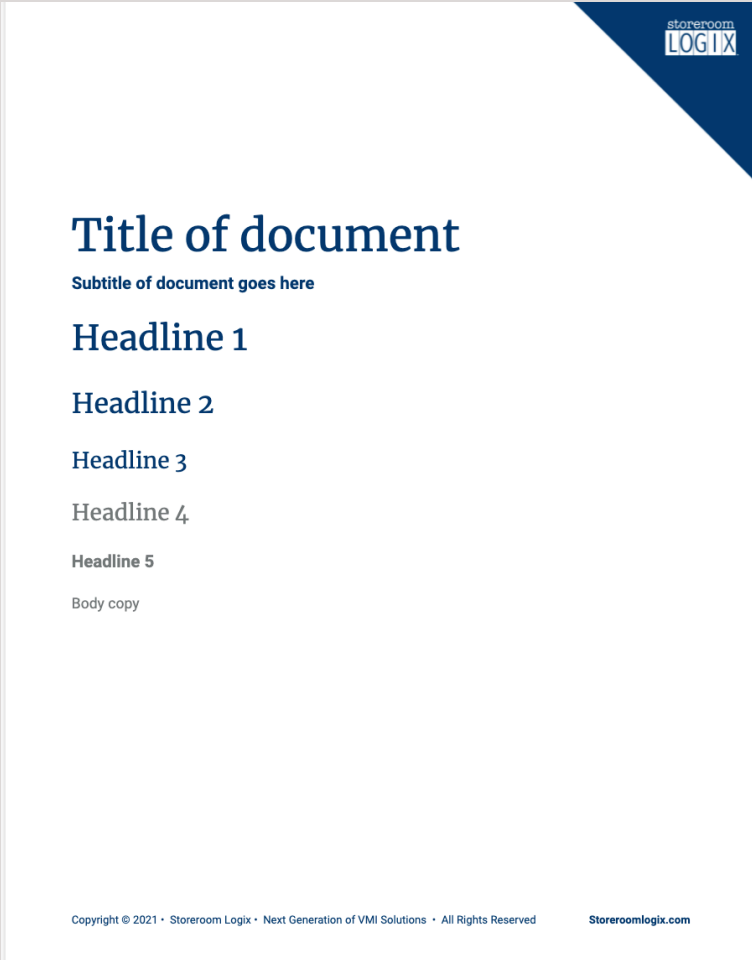 storeroom
LOGIX
Title of document
Subtitle of document goes here
Headline 1
Headline 2
Headline 3
Headline 4
Headline 5
Body copy
Copyright © 2021 • Storeroom Logix • Next Generation of VMI Solutions • All Rights Reserved Storeroomlogix.com